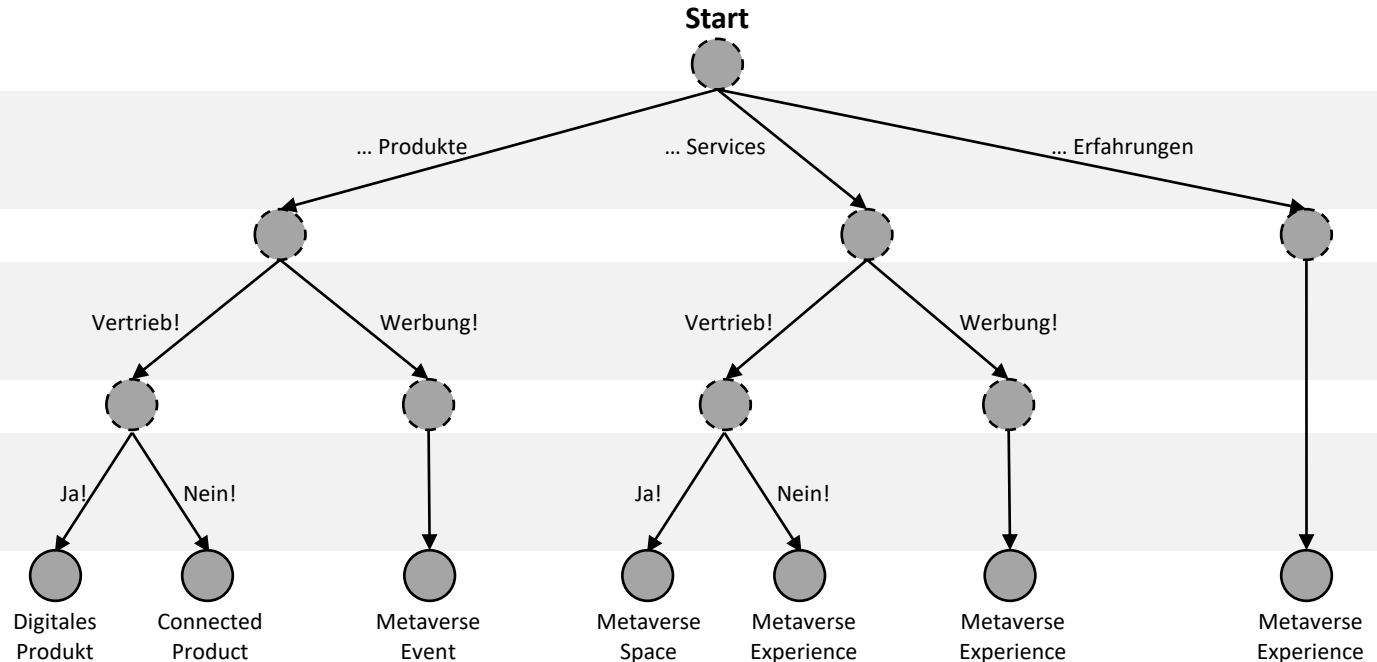 Start
... Produkte
... Services
... Erfahrungen
Vertrieb!
Werbung!
Vertrieb!
Werbung!
Ja!
Nein!
Ja!
Nein!
Digitales
Produkt
Connected
Product
Metaverse
Event
Metaverse
Space
Metaverse
Experience
Metaverse
Experience
Metaverse
Experience